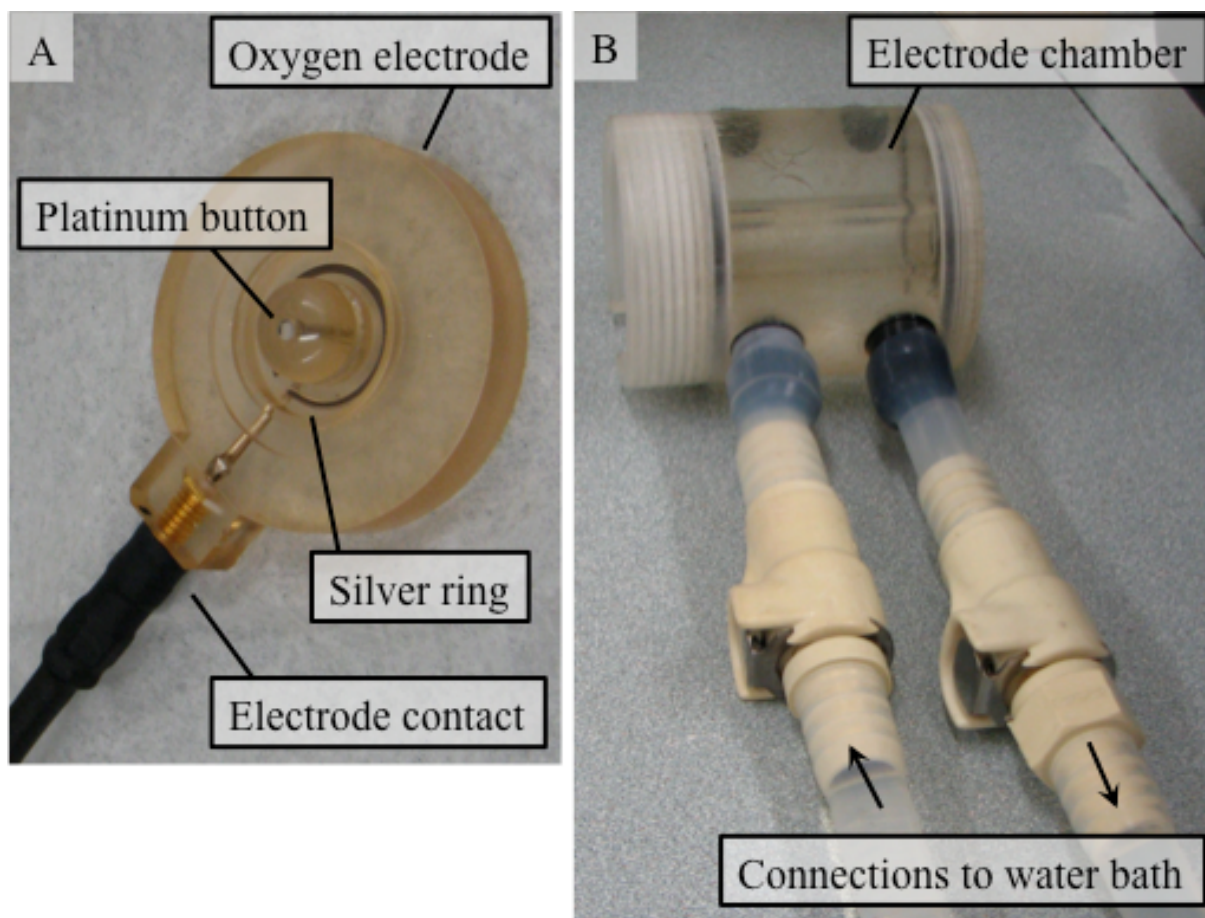 A
Oxygen electrode
Platinum button
Silver ring
Electrode contact
B
Electrode chamber
Connections to water bath